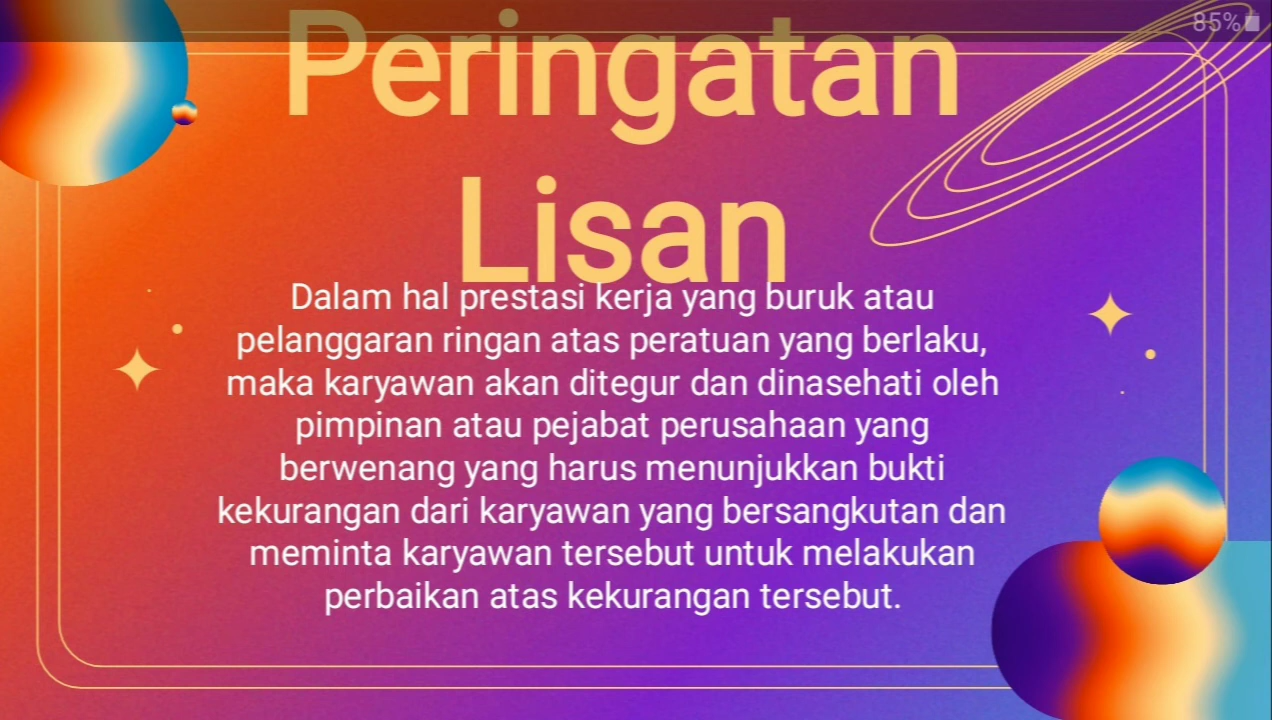 85%
Peringatan
Lisan
Dalam hal prestasi kerja yang buruk atau
pelanggaran ringan atas peratuan yang berlaku,
maka karyawan akan ditegur dan dinasehati oleh
pimpinan atau pejabat perusahaan yang
berwenang yang harus menunjukkan bukti
kekurangan dari karyawan yang bersangkutan dan
meminta karyawan tersebut untuk melakukan
perbaikan atas kekurangan tersebut.